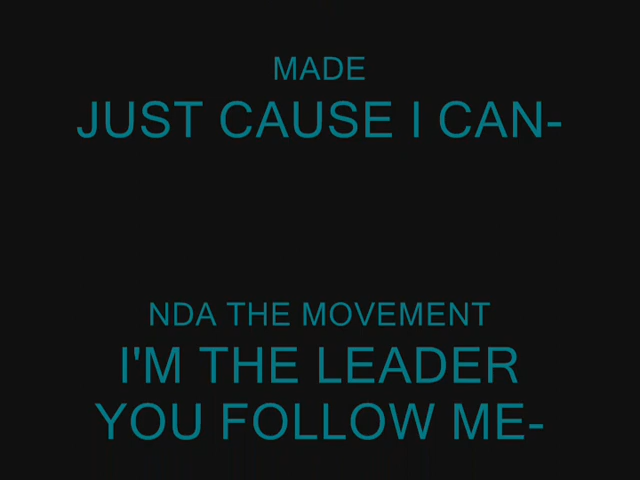 MADE
JUST CAUSE I CAN-
NDA THE MOVEMENT
I'M THE LEADER
YOU FOLLOW ME-